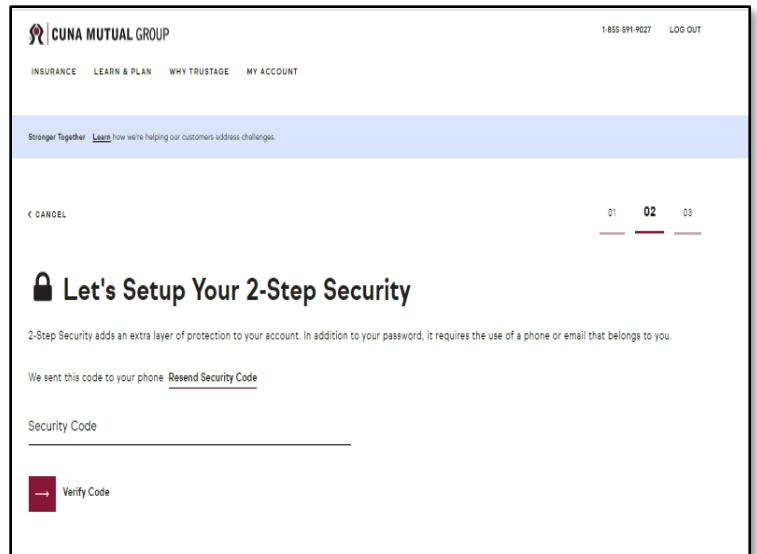 CUNA MUTUAL GROUP
1-855-591-9027 LOG OUT
INSURANCE LEARN & PLAN WHY TRUSTAGE MY ACCOUNT
Stronger Together - Learn how we're helping our customers address challenges.
< CANCEL
01 02 03
Let's Setup Your 2-Step Security
2-Step Security adds an extra layer of protection to your account. In addition to your password, it requires the use of a phone or email that belongs to you.
We sent this code to your phone Resend Security Code
Security Code
→ Verify Code